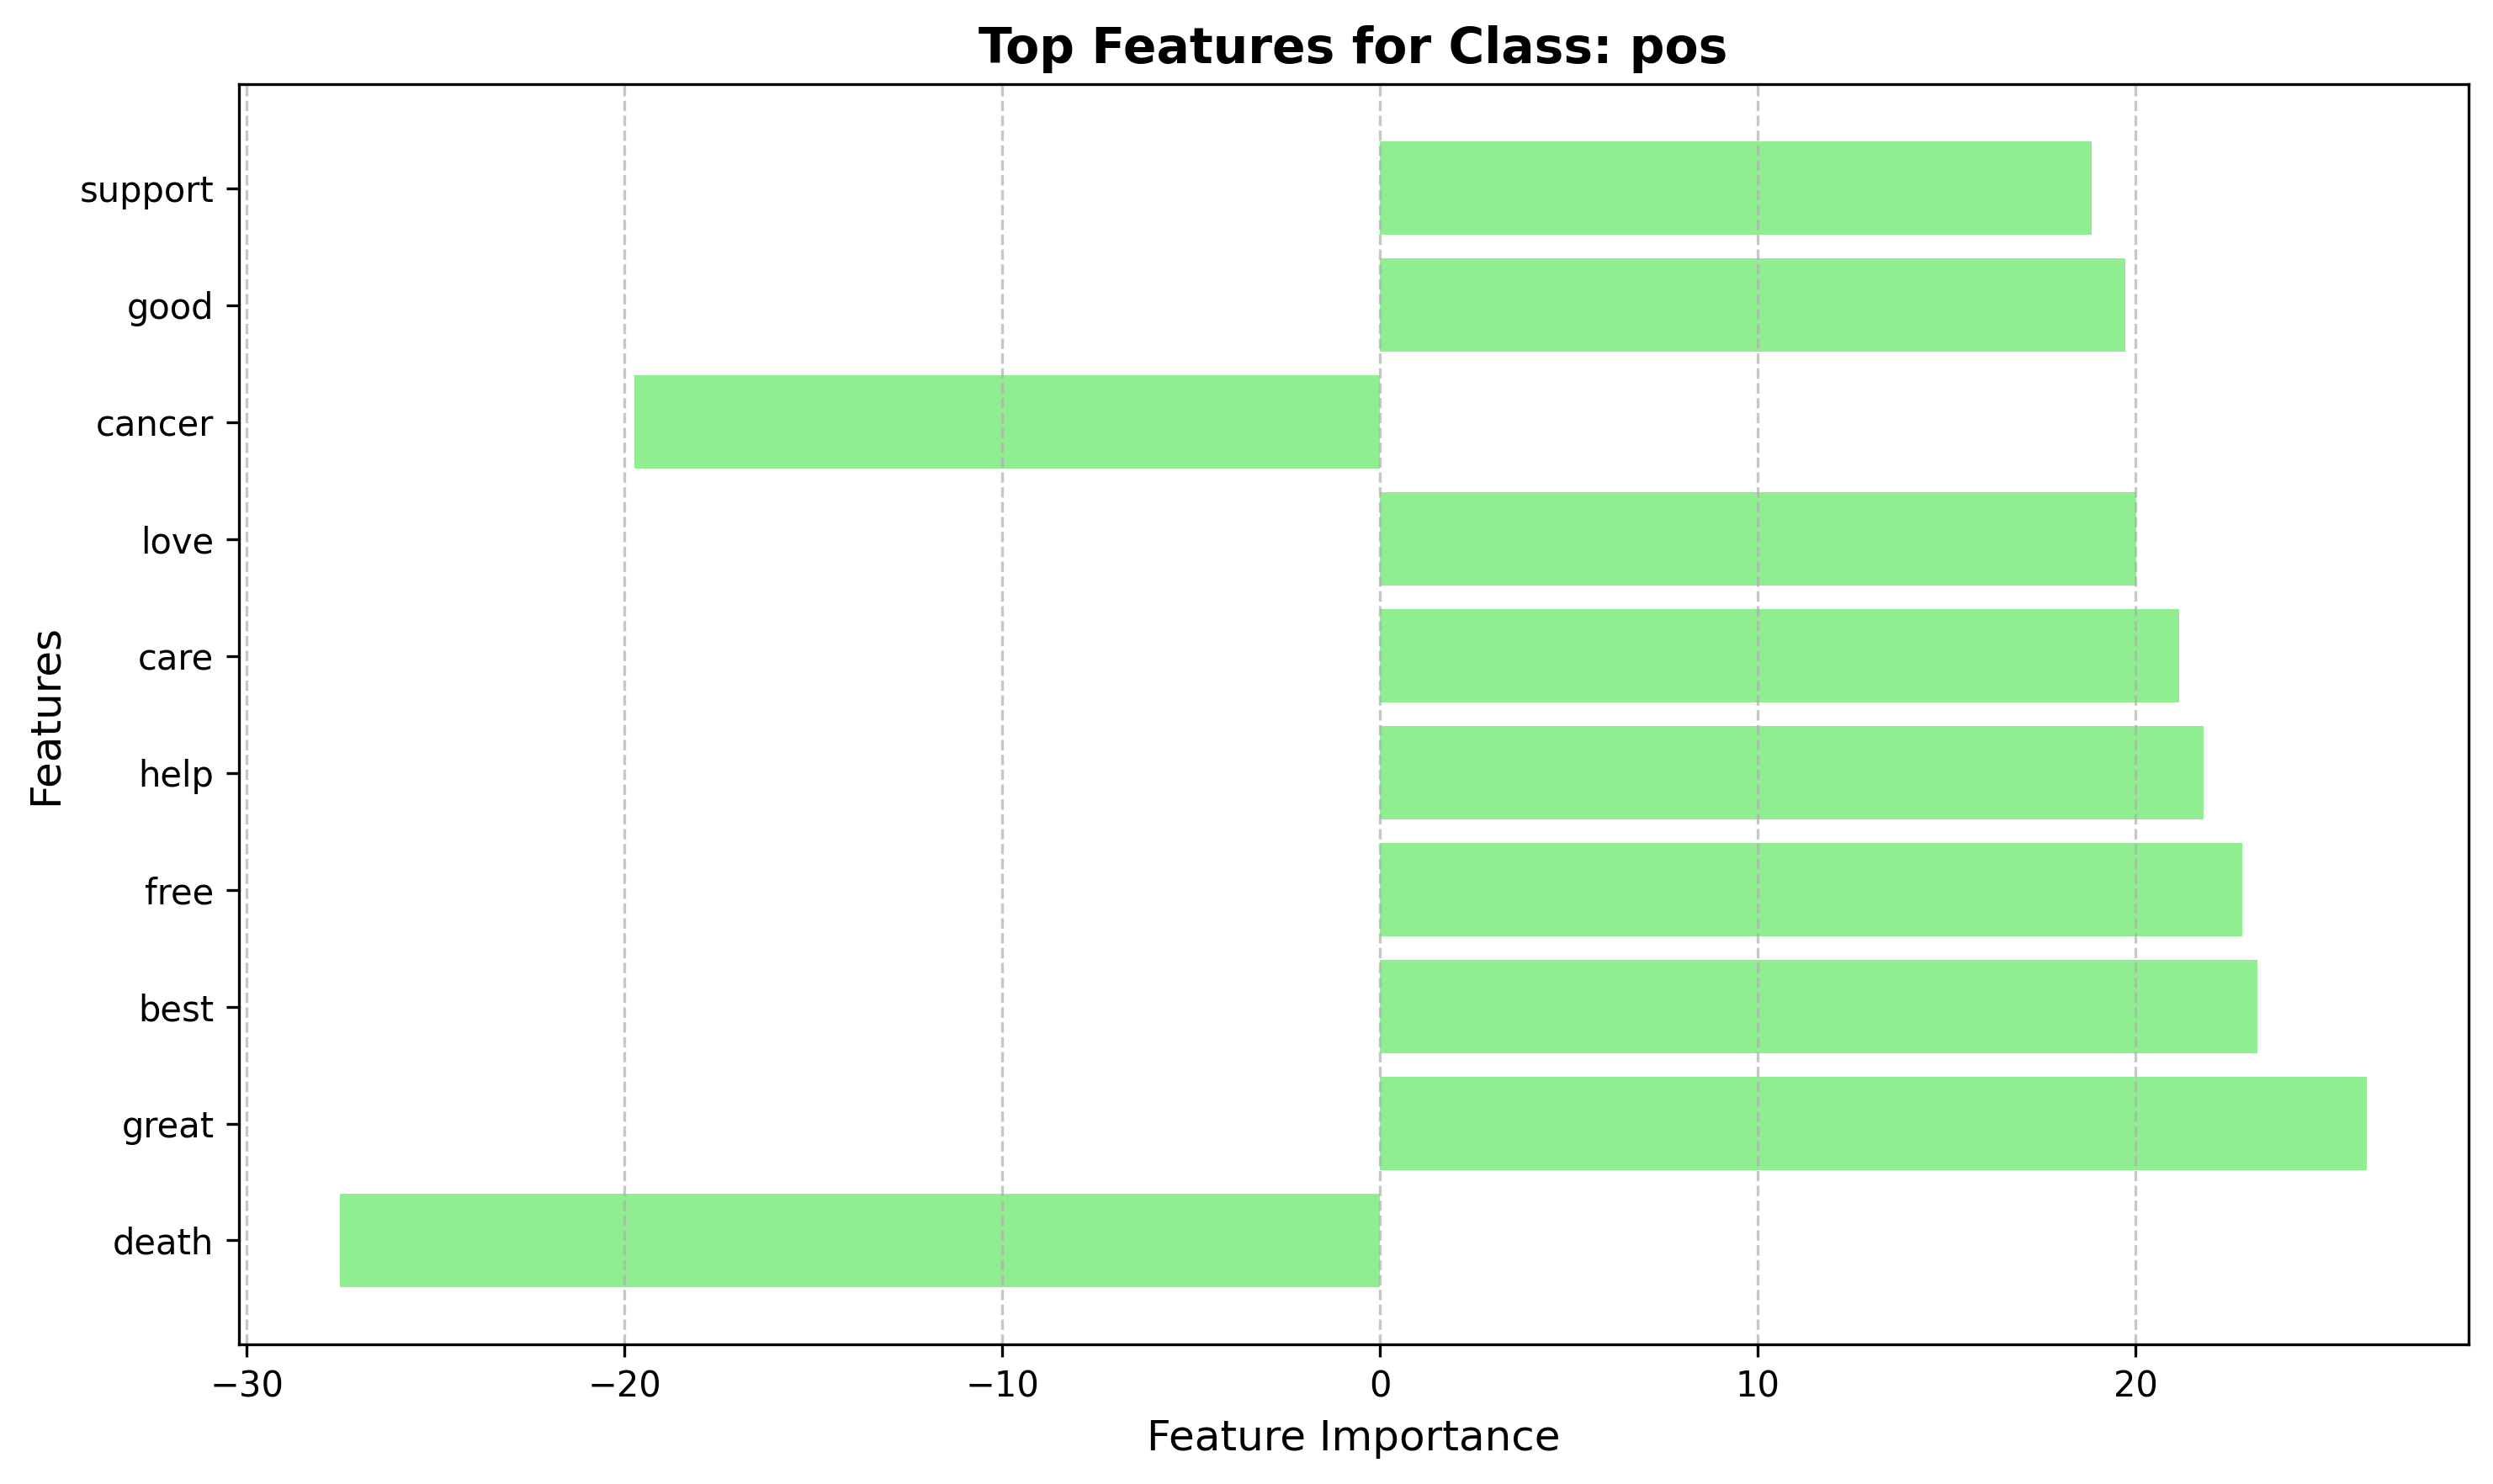 Top Features for Class: pos
support
good
cancer
love
care
help
free
best
great
death
Features
−30
−20
−10
0
10
20
Feature Importance